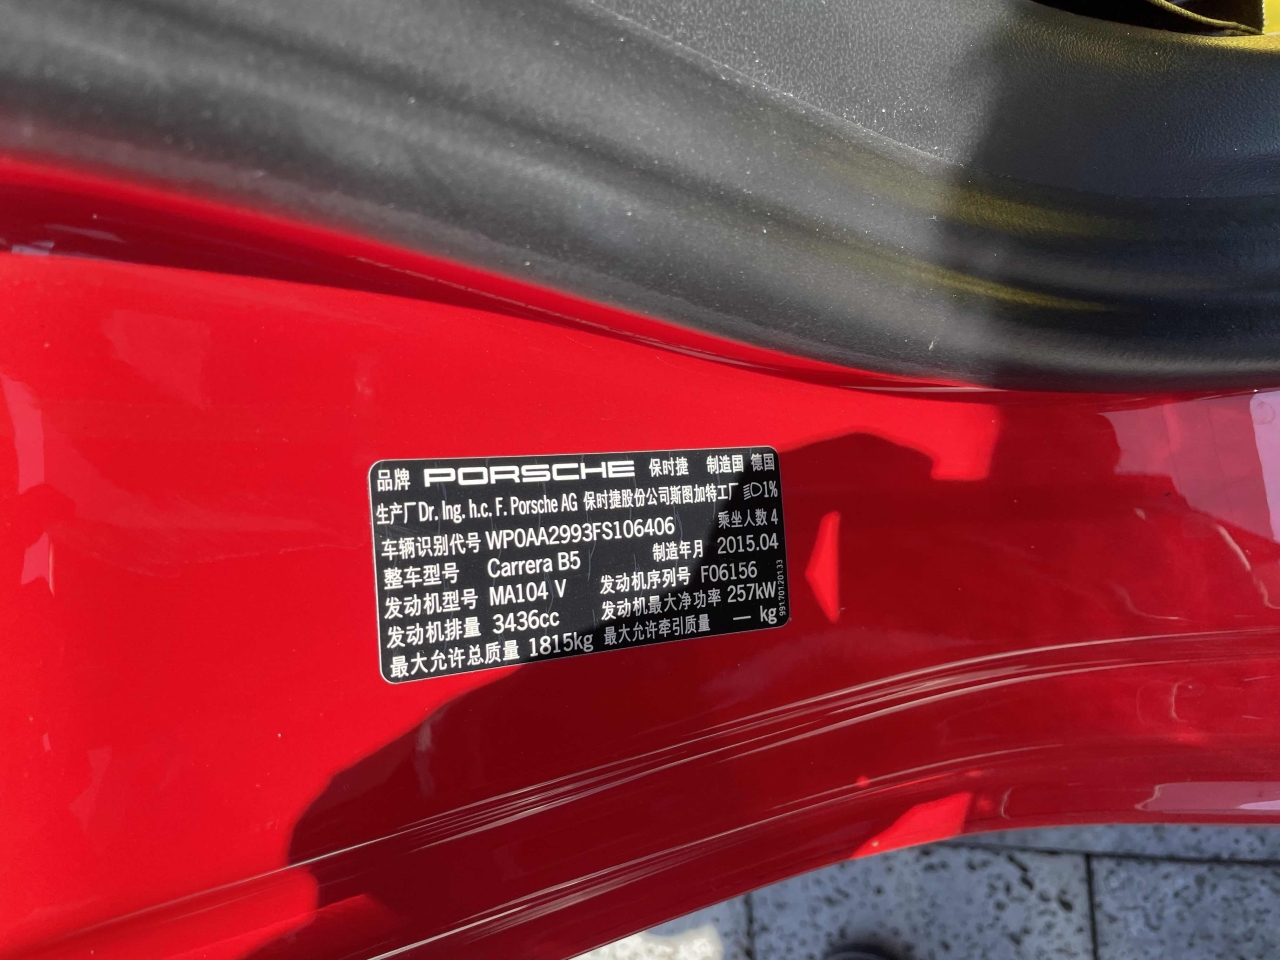 品牌 PORSCHE 保时捷 制造国 德国
生产厂 Dr. Ing. h.c. F. Porsche AG 保时捷股份公司斯图加特工厂 1%
车辆识别代号 WP0AA2993FS106406 乘坐人数 4
整车型号 Carrera B5 制造年月 2015.04
发动机型号 MA104 V 发动机序列号 F06156
发动机排量 3436cc 发动机最大净功率 257kW
最大允许总质量 1815kg 最大允许牵引质量 — kg
991.701.201.33